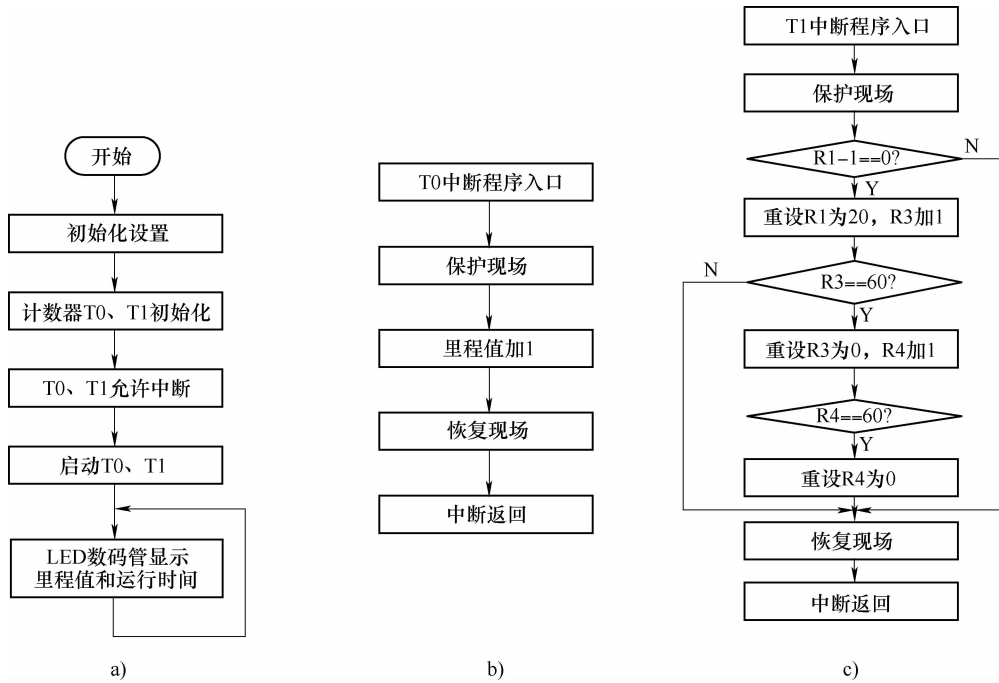 开始
初始化设置
计数器T0、T1初始化
T0、T1允许中断
启动T0、T1
LED数码管显示
里程值和运行时间
a)
T0中断程序入口
保护现场
里程值加1
恢复现场
中断返回
b)
T1中断程序入口
保护现场
R1-1==0?
N
Y
重设R1为20，R3加1
R3==60?
N
Y
重设R3为0，R4加1
R4==60?
Y
重设R4为0
恢复现场
中断返回
c)